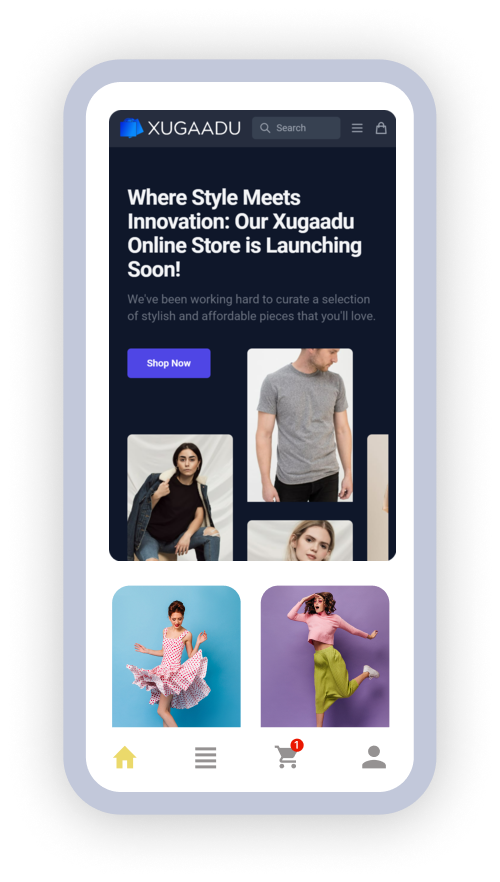 XUGAADU
Search
Where Style Meets
Innovation: Our Xugaadu
Online Store is Launching
Soon!
We've been working hard to curate a selection
of stylish and affordable pieces that you'll love.
Shop Now
1